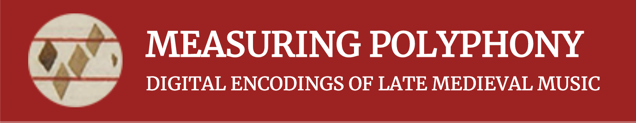 MEASURING POLYPHONY
DIGITAL ENCODINGS OF LATE MEDIEVAL MUSIC